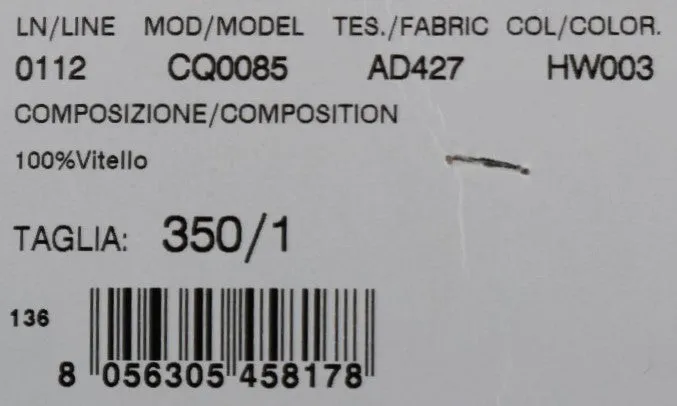 LN/LINE MOD/MODEL TES./FABRIC COL/COLOR.
0112 CQ0085 AD427 HW003
COMPOSIZIONE/COMPOSITION
100%Vitello
TAGLIA: 350/1
136
8 056305 458178